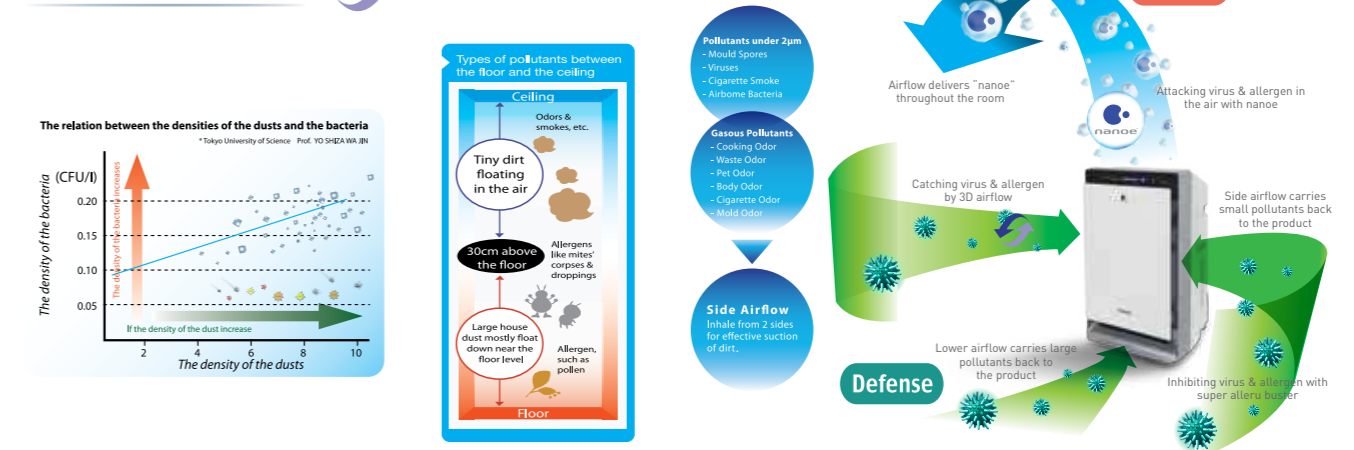 The relation between the densities of the dusts and the bacteria
* Tokyo University of Science Prof. YO SHIZA WA JIN
The density of the bacteria
(CFU/l)
0.20
0.15
0.10
0.05
The density of the bacteria increases
If the density of the dust increase
2 4 6 8 10
The density of the dusts
Types of pollutants between
the floor and the ceiling
Ceiling
Odors &
smokes, etc.
Tiny dirt
floating
in the air
30cm above
the floor
Allergens
like mites'
corpses &
droppings
Large house
dust mostly float
down near the
floor level
Allergen,
such as
pollen
Floor
Pollutants under 2μm
- Mould Spores
- Viruses
- Cigarette Smoke
- Airbome Bacteria
Gasous Pollutants
- Cooking Odor
- Waste Odor
- Pet Odor
- Body Odor
- Cigarette Odor
- Mold Odor
Side Airflow
Inhale from 2 sides
for effective suction
of dirt.
Airflow delivers "nanoe"
throughout the room
Attacking virus & allergen in
the air with nanoe
nanoe
Catching virus & allergen
by 3D airflow
Side airflow carries
small pollutants back
to the product
Lower airflow carries large
pollutants back to
the product
Defense
Inhibiting virus & allergen with
super alleru buster